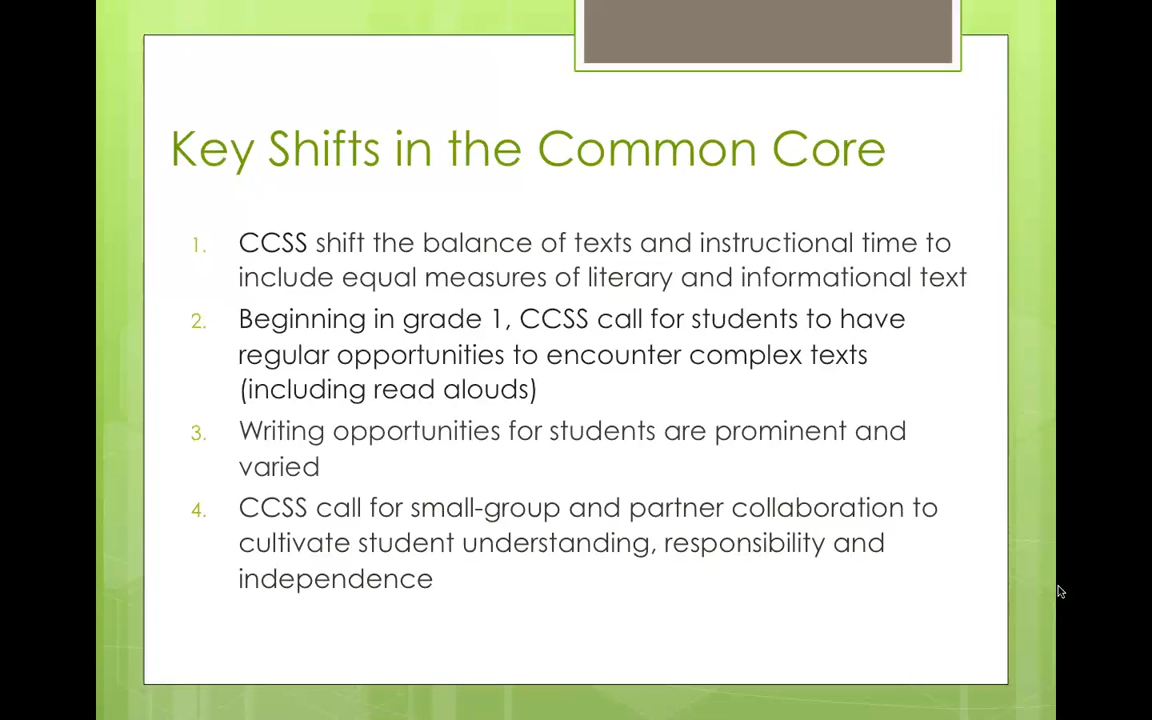 Key Shifts in the Common Core
1. CCSS shift the balance of texts and instructional time to
include equal measures of literary and informational text
2. Beginning in grade 1, CCSS call for students to have
regular opportunities to encounter complex texts
(including read alouds)
3. Writing opportunities for students are prominent and
varied
4. CCSS call for small-group and partner collaboration to
cultivate student understanding, responsibility and
independence